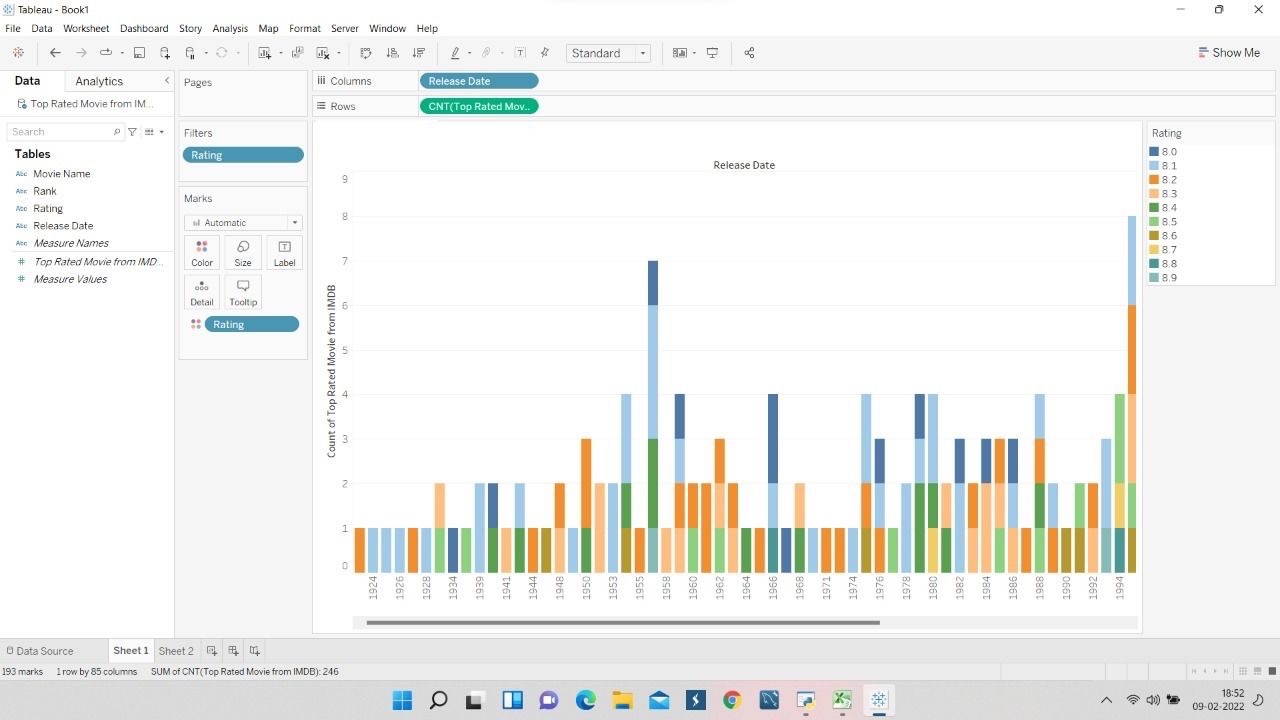 Tableau - Book1
File Data Worksheet Dashboard Story Analysis Map Format Server Window Help
Standard
Show Me
Data Analytics
Top Rated Movie from IM...
Search
Tables
Abc Movie Name
Abc Rank
Abc Rating
Abc Release Date
Abc Measure Names
# Top Rated Movie from IMD...
# Measure Values
Pages
Filters
Rating
Marks
Automatic
Color Size Label
Detail Tooltip
Rating
Columns Release Date
Rows CNT(Top Rated Mov..
Release Date
Count of Top Rated Movie from IMDB
9
8
7
6
5
4
3
2
1
0
1924 1926 1928 1934 1939 1941 1944 1948 1950 1953 1955 1958 1960 1962 1964 1966 1968 1971 1974 1976 1978 1980 1982 1984 1986 1988 1990 1992 1994
Rating
8.0
8.1
8.2
8.3
8.4
8.5
8.6
8.7
8.8
8.9
Data Source Sheet 1 Sheet 2
193 marks 1 row by 85 columns SUM of CNT(Top Rated Movie from IMDB): 246
18:52
09-02-2022